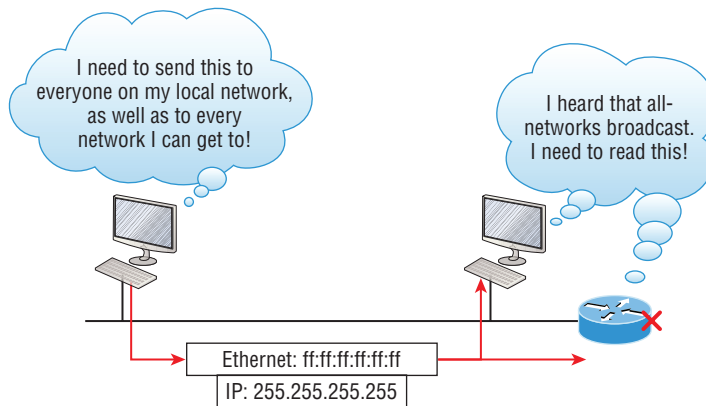 I need to send this to
everyone on my local network,
as well as to every
network I can get to!
I heard that all-
networks broadcast.
I need to read this!
Ethernet: ff:ff:ff:ff:ff:ff
IP: 255.255.255.255